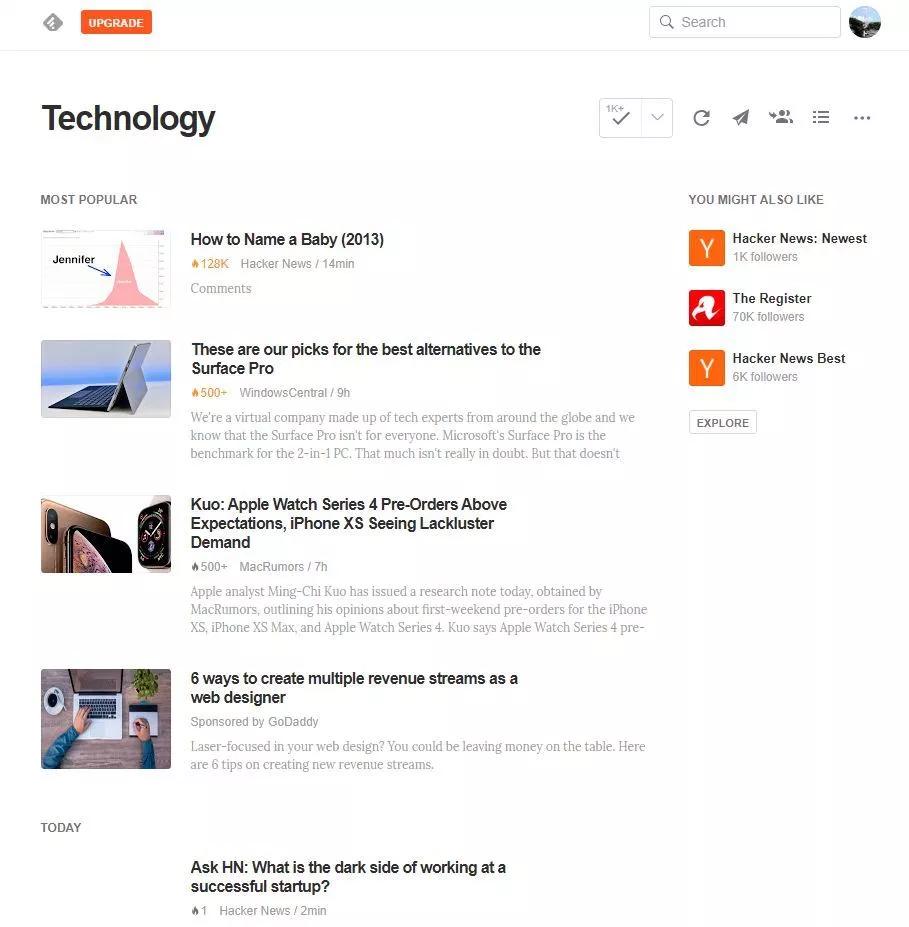 UPGRADE
Search
Technology
1K+
MOST POPULAR
YOU MIGHT ALSO LIKE
Jennifer
How to Name a Baby (2013)
128K Hacker News / 14min
Comments
These are our picks for the best alternatives to the
Surface Pro
500+ WindowsCentral / 9h
We're a virtual company made up of tech experts from around the globe and we
know that the Surface Pro isn't for everyone. Microsoft's Surface Pro is the
benchmark for the 2-in-1 PC. That much isn't really in doubt. But that doesn't
Kuo: Apple Watch Series 4 Pre-Orders Above
Expectations, iPhone XS Seeing Lackluster
Demand
500+ MacRumors / 7h
Apple analyst Ming-Chi Kuo has issued a research note today, obtained by
MacRumors, outlining his opinions about first-weekend pre-orders for the iPhone
XS, iPhone XS Max, and Apple Watch Series 4. Kuo says Apple Watch Series 4 pre-
6 ways to create multiple revenue streams as a
web designer
Sponsored by GoDaddy
Laser-focused in your web design? You could be leaving money on the table. Here
are 6 tips on creating new revenue streams.
Y
Hacker News: Newest
1K followers
The Register
70K followers
Y
Hacker News Best
6K followers
EXPLORE
TODAY
Ask HN: What is the dark side of working at a
successful startup?
1 Hacker News / 2min